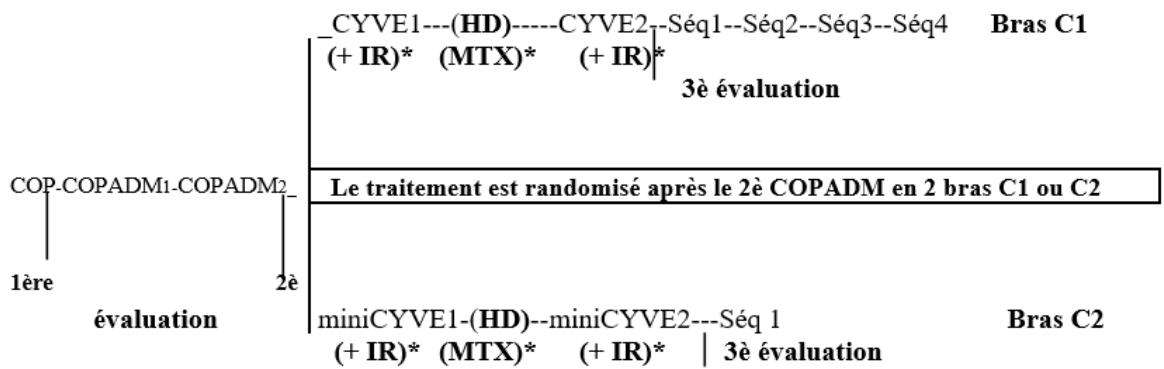 _CYVE1---(HD)-----CYVE2--Séq1--Séq2--Séq3--Séq4 Bras C1
(+ IR)* (MTX)* (+ IR)*
3è évaluation
COP-COPADM1-COPADM2_ Le traitement est randomisé après le 2è COPADM en 2 bras C1 ou C2
1ère 2è
évaluation miniCYVE1-(HD)--miniCYVE2---Séq 1 Bras C2
(+ IR)* (MTX)* (+ IR)* 3è évaluation